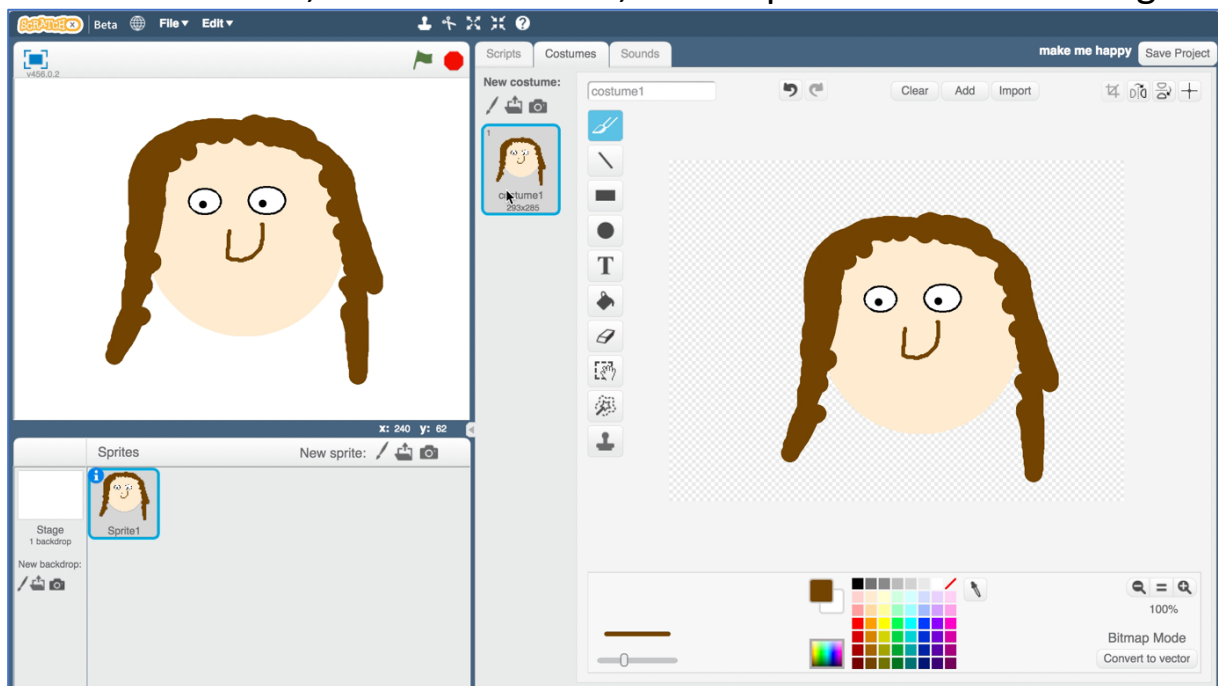 SCRATCHX Beta File Edit
v456.0.2
Scripts Costumes Sounds
make me happy Save Project
New costume:
costume1
Clear Add Import
1
costume1
293x285
T
x: 240 y: 62
Sprites New sprite:
Stage
1 backdrop
Sprite1
New backdrop:
100%
Bitmap Mode
Convert to vector